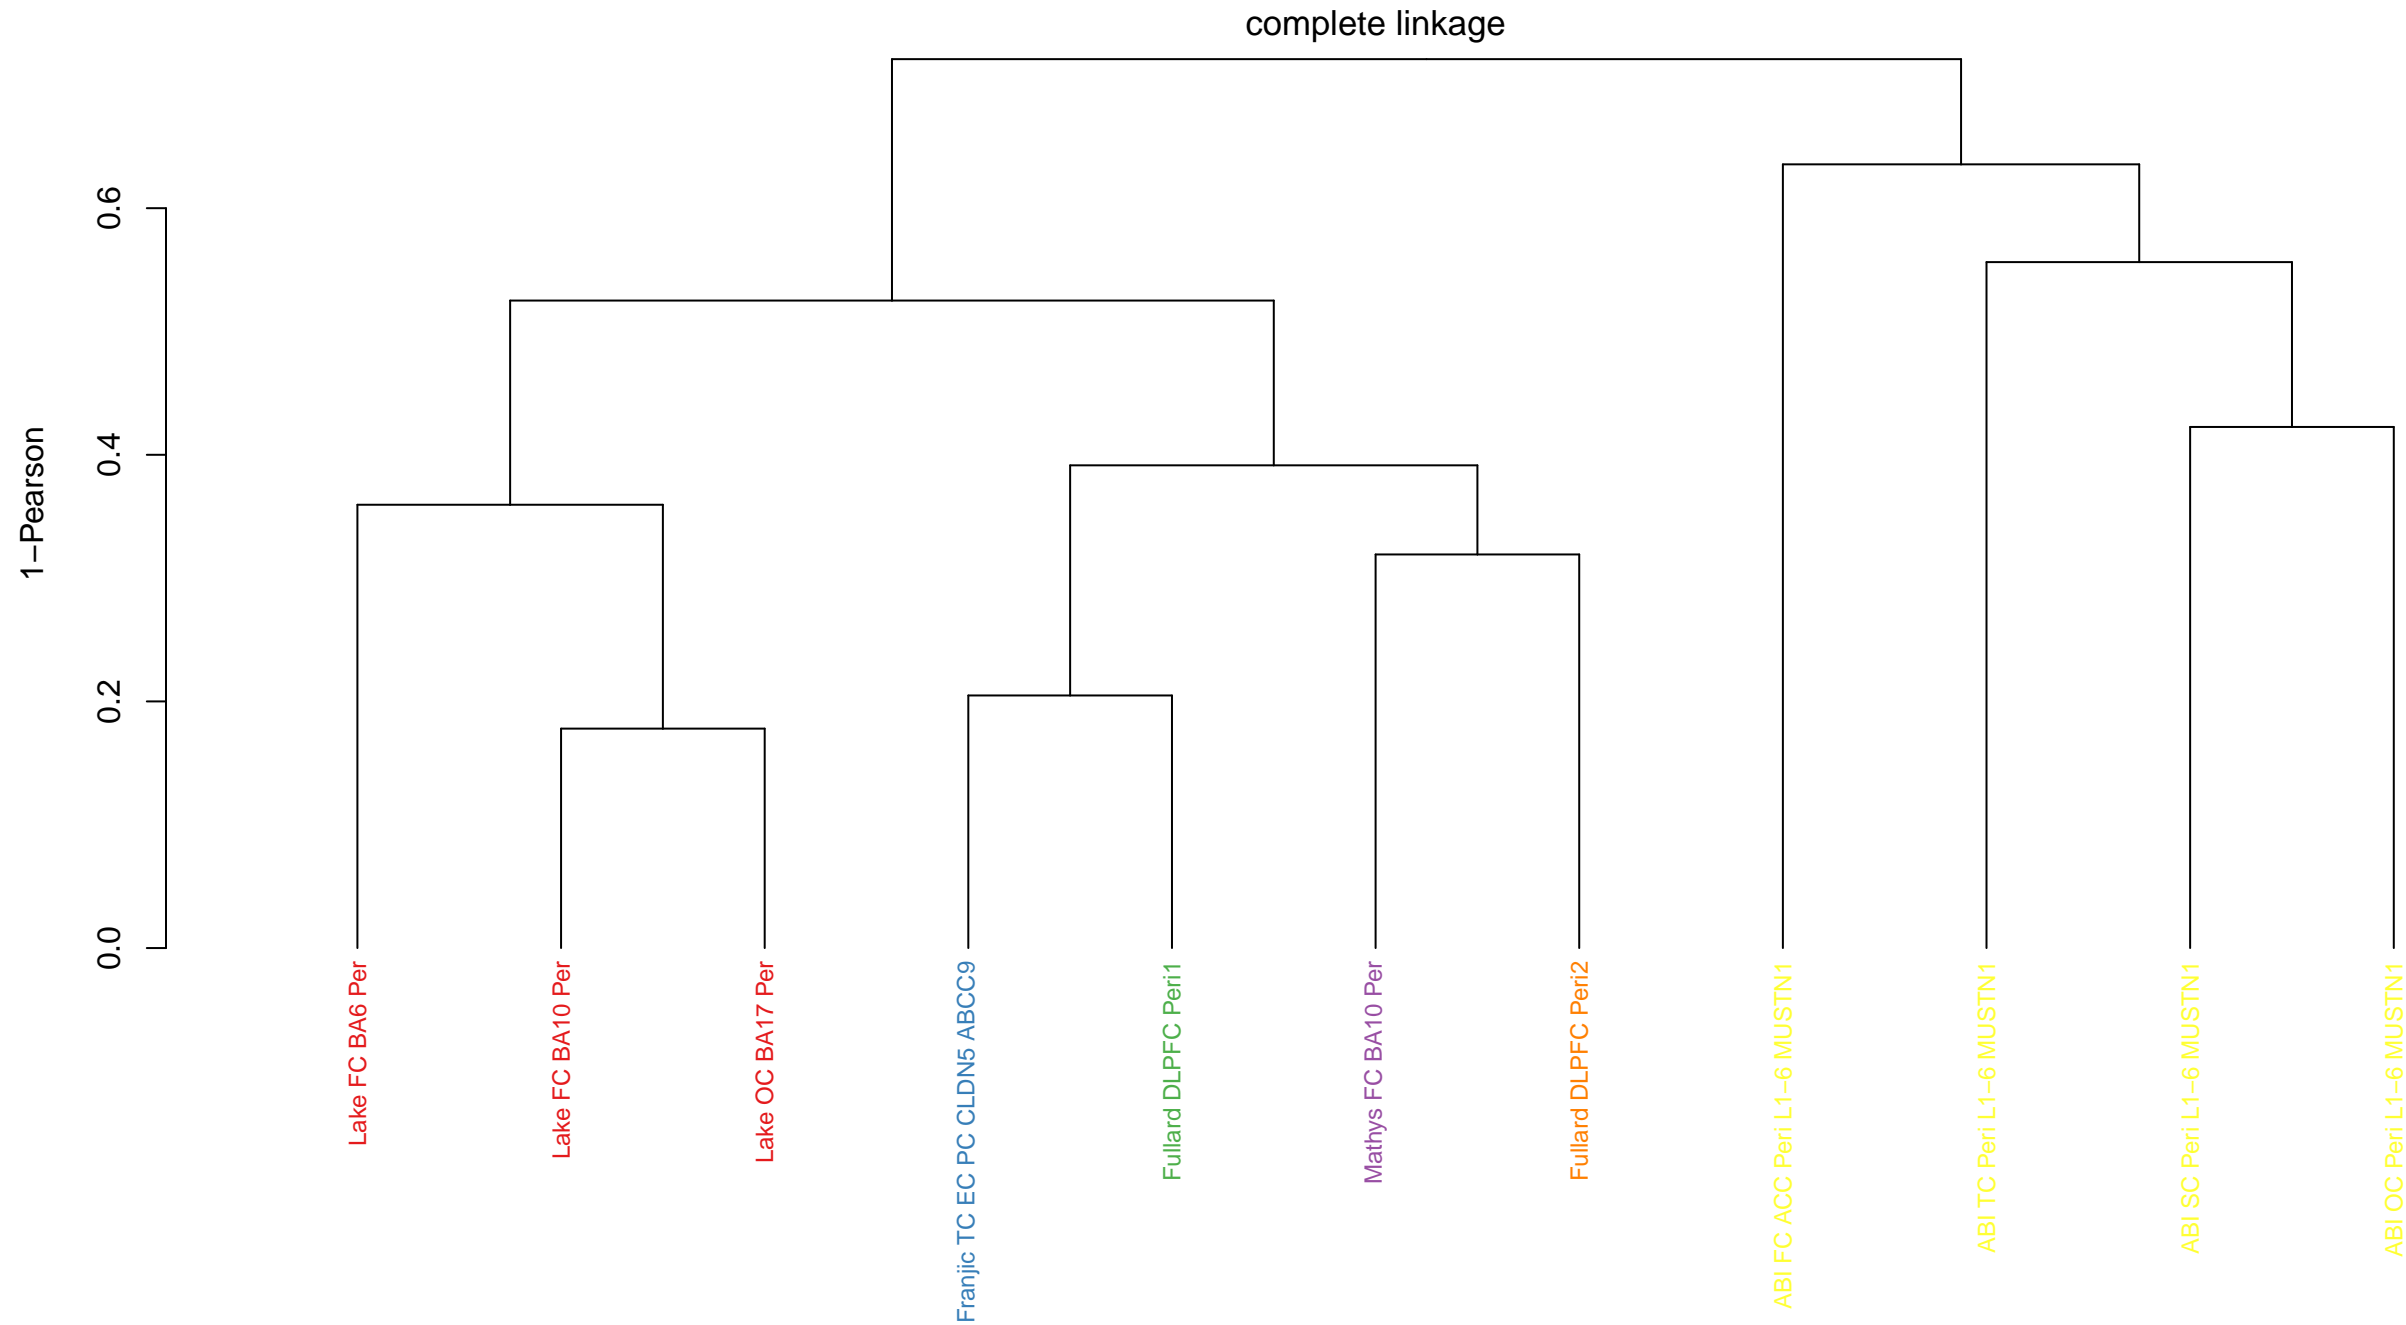 complete linkage
1−Pearson
0.6
0.4
0.2
0.0
Lake FC BA6 Per
Lake FC BA10 Per
Lake OC BA17 Per
Franjic TC EC PC CLDN5 ABCC9
Fullard DLPFC Peri1
Mathys FC BA10 Per
Fullard DLPFC Peri2
ABI FC ACC Peri L1−6 MUSTN1
ABI TC Peri L1−6 MUSTN1
ABI SC Peri L1−6 MUSTN1
ABI OC Peri L1−6 MUSTN1